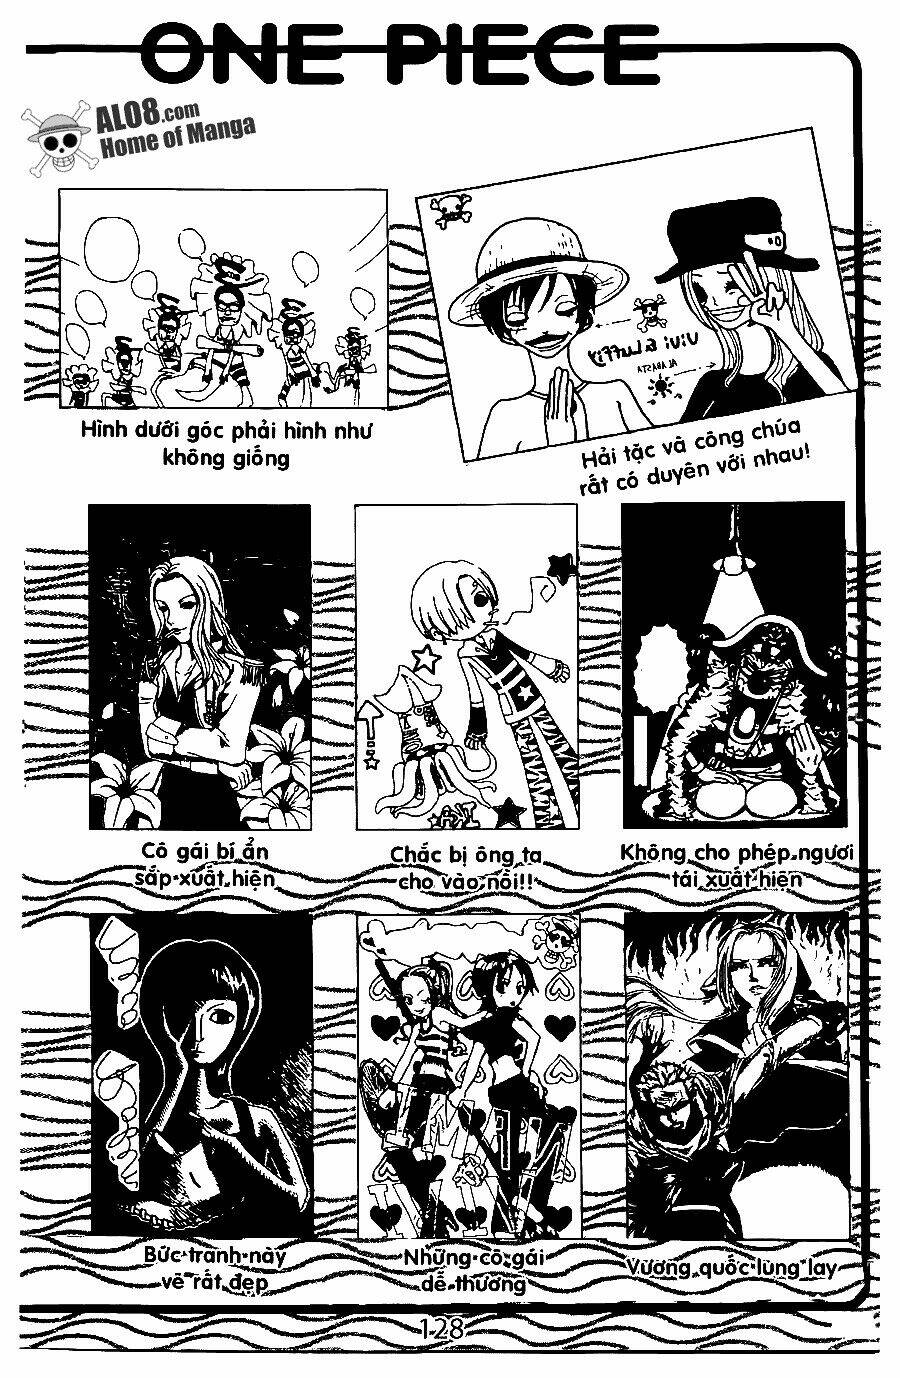 ONE PIECE
ALO8.com
Home of Manga
Hình dưới góc phải hình như
không giống
Vivi & Luffy
ALABASTA
Hải tặc và công chúa
rất có duyên với nhau!
Cô gái bí ẩn
sắp xuất hiện
Chắc bị ông ta
cho vào nồi!!
Không cho phép ngươi
tái xuất hiện
Bức tranh này
vẽ rất đẹp
Những cô gái
dễ thương
Vương quốc lung lay
128